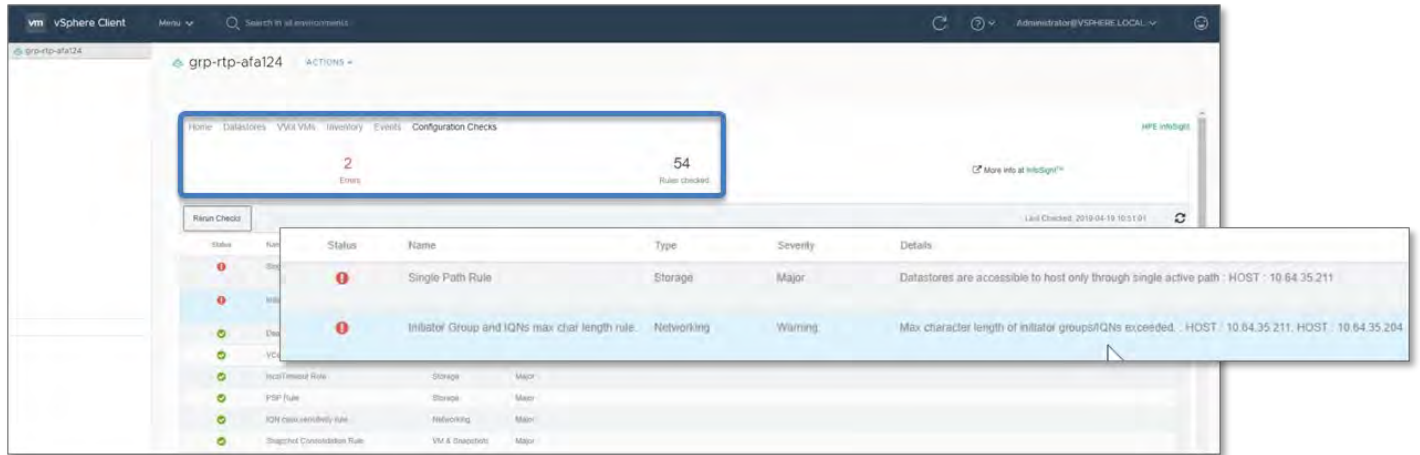 vm vSphere Client Menu Search in all environments Administrator@VSPHERE.LOCAL
grp-rtp-afa124
grp-rtp-afa124 ACTIONS
Home Datastores VVol VMs Inventory Events Configuration Checks HPE InfoSight
2 54
Errors Rules checked
More info at InfoSight™
Rerun Checks Last Checked: 2019-04-19 10:51:01
Status
Status Name Type Severity Details
Single Path Rule Storage Major Datastores are accessible to host only through single active path : HOST : 10.64.35.211
Initiator Group and IQNs max char length rule. Networking Warning Max character length of initiator groups/IQNs exceeded. : HOST : 10.64.35.211, HOST : 10.64.35.204
Storage Major
PSP Rule Storage Major
IQN case sensitivity rule Networking Major
Snapshot Consolidation Rule VM & Snapshots Major